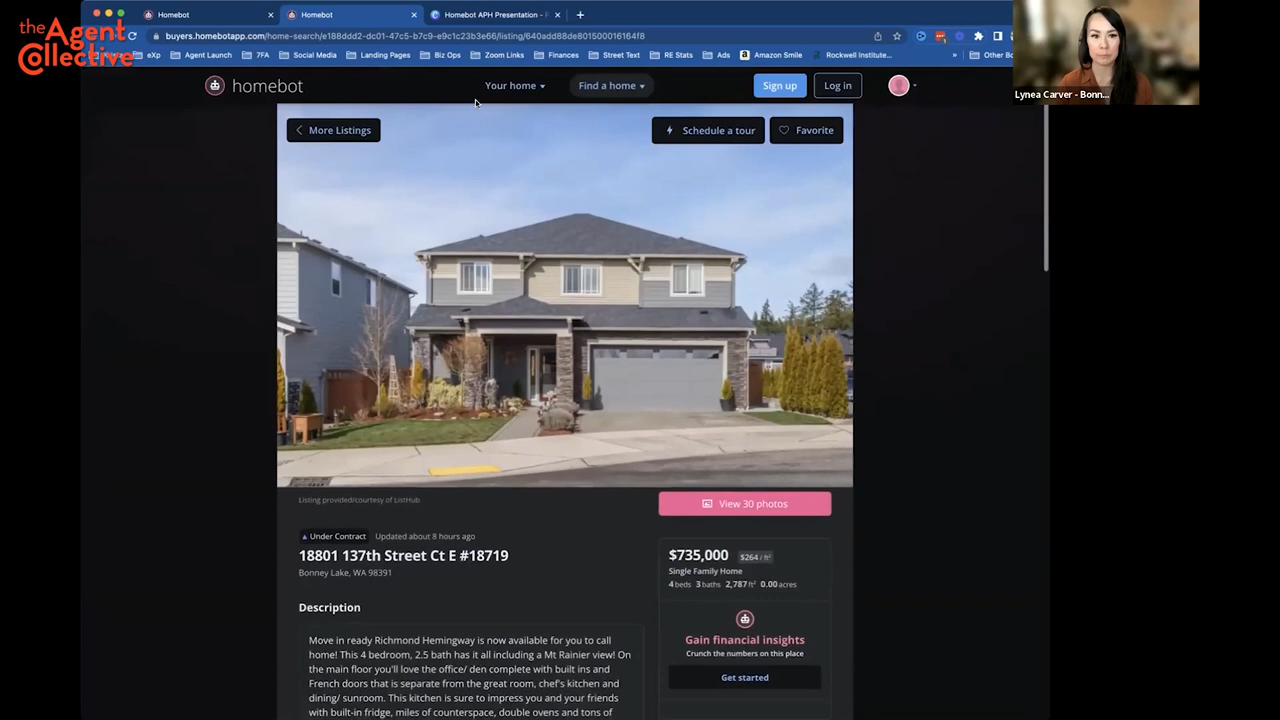 the Agent
Collective
Homebot
Homebot
Homebot APH Presentation -
buyers.homebotapp.com/home-search/e188ddd2-dc01-47c5-b7c9-e9c1c23b3e66/listing/640add88de801500016164f8
eXp
Agent Launch
7FA
Social Media
Landing Pages
Biz Ops
Zoom Links
Finances
Street Text
RE Stats
Ads
Amazon Smile
Rockwell Institute...
»
Other Bo
Lynea Carver - Bonn...
homebot
Your home
Find a home
Sign up
Log in
More Listings
Schedule a tour
Favorite
Listing provided/courtesy of ListHub
View 30 photos
Under Contract
Updated about 8 hours ago
18801 137th Street Ct E #18719
Bonney Lake, WA 98391
$735,000
$264 / ft²
Single Family Home
4 beds 3 baths 2,787 ft² 0.00 acres
Gain financial insights
Crunch the numbers on this place
Get started
Description
Move in ready Richmond Hemingway is now available for you to call
home! This 4 bedroom, 2.5 bath has it all including a Mt Rainier view! On
the main floor you'll love the office/ den complete with built ins and
French doors that is separate from the great room, chef's kitchen and
dining/ sunroom. This kitchen is sure to impress you and your friends
with built-in fridge, miles of counterspace, double ovens and tons of